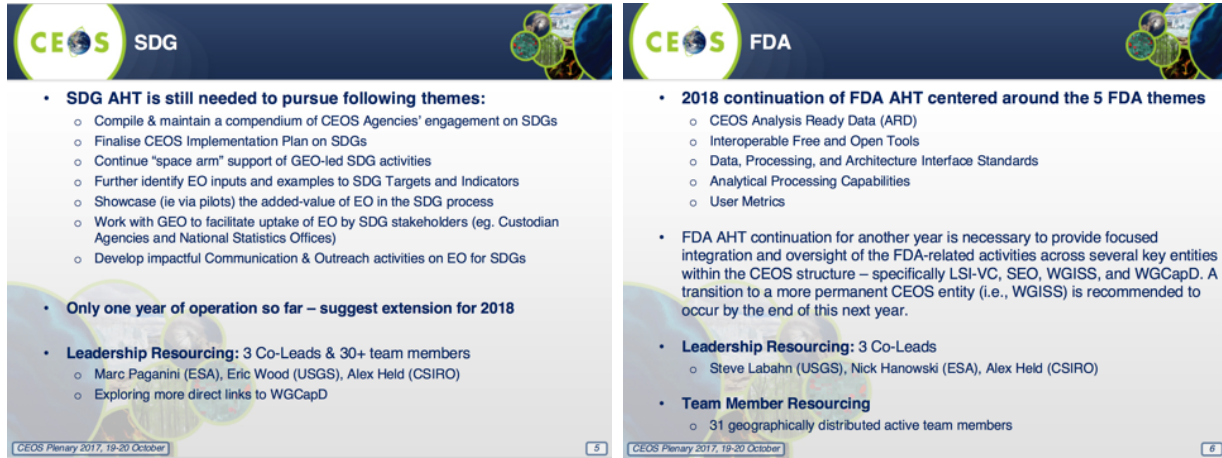 CEOS
SDG
• SDG AHT is still needed to pursue following themes:
o Compile & maintain a compendium of CEOS Agencies' engagement on SDGs
o Finalise CEOS Implementation Plan on SDGs
o Continue "space arm" support of GEO-led SDG activities
o Further identify EO inputs and examples to SDG Targets and Indicators
o Showcase (ie via pilots) the added-value of EO in the SDG process
o Work with GEO to facilitate uptake of EO by SDG stakeholders (eg. Custodian
Agencies and National Statistics Offices)
o Develop impactful Communication & Outreach activities on EO for SDGs
• Only one year of operation so far – suggest extension for 2018
• Leadership Resourcing: 3 Co-Leads & 30+ team members
o Marc Paganini (ESA), Eric Wood (USGS), Alex Held (CSIRO)
o Exploring more direct links to WGCapD
CEOS Plenary 2017, 19-20 October
5
CEOS
FDA
• 2018 continuation of FDA AHT centered around the 5 FDA themes
o CEOS Analysis Ready Data (ARD)
o Interoperable Free and Open Tools
o Data, Processing, and Architecture Interface Standards
o Analytical Processing Capabilities
o User Metrics
• FDA AHT continuation for another year is necessary to provide focused
integration and oversight of the FDA-related activities across several key entities
within the CEOS structure – specifically LSI-VC, SEO, WGISS, and WGCapD. A
transition to a more permanent CEOS entity (i.e., WGISS) is recommended to
occur by the end of this next year.
• Leadership Resourcing: 3 Co-Leads
o Steve Labahn (USGS), Nick Hanowski (ESA), Alex Held (CSIRO)
• Team Member Resourcing
o 31 geographically distributed active team members
CEOS Plenary 2017, 19-20 October
6